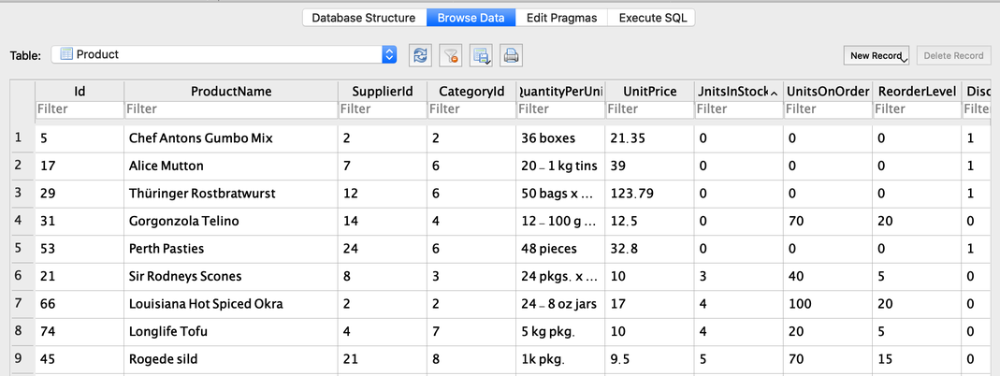 Database Structure Browse Data Edit Pragmas Execute SQL
Table: Product New Record Delete Record
Id ProductName SupplierId CategoryId QuantityPerUni UnitPrice UnitsInStock UnitsOnOrder ReorderLevel Disc
Filter Filter Filter Filter Filter Filter Filter Filter Filter Filte
1 5 Chef Antons Gumbo Mix 2 2 36 boxes 21.35 0 0 0 1
2 17 Alice Mutton 7 6 20 – 1 kg tins 39 0 0 0 1
3 29 Thüringer Rostbratwurst 12 6 50 bags x ... 123.79 0 0 0 1
4 31 Gorgonzola Telino 14 4 12 – 100 g ... 12.5 0 70 20 0
5 53 Perth Pasties 24 6 48 pieces 32.8 0 0 0 1
6 21 Sir Rodneys Scones 8 3 24 pkgs. x ... 10 3 40 5 0
7 66 Louisiana Hot Spiced Okra 2 2 24 – 8 oz jars 17 4 100 20 0
8 74 Longlife Tofu 4 7 5 kg pkg. 10 4 20 5 0
9 45 Rogede sild 21 8 1k pkg. 9.5 5 70 15 0